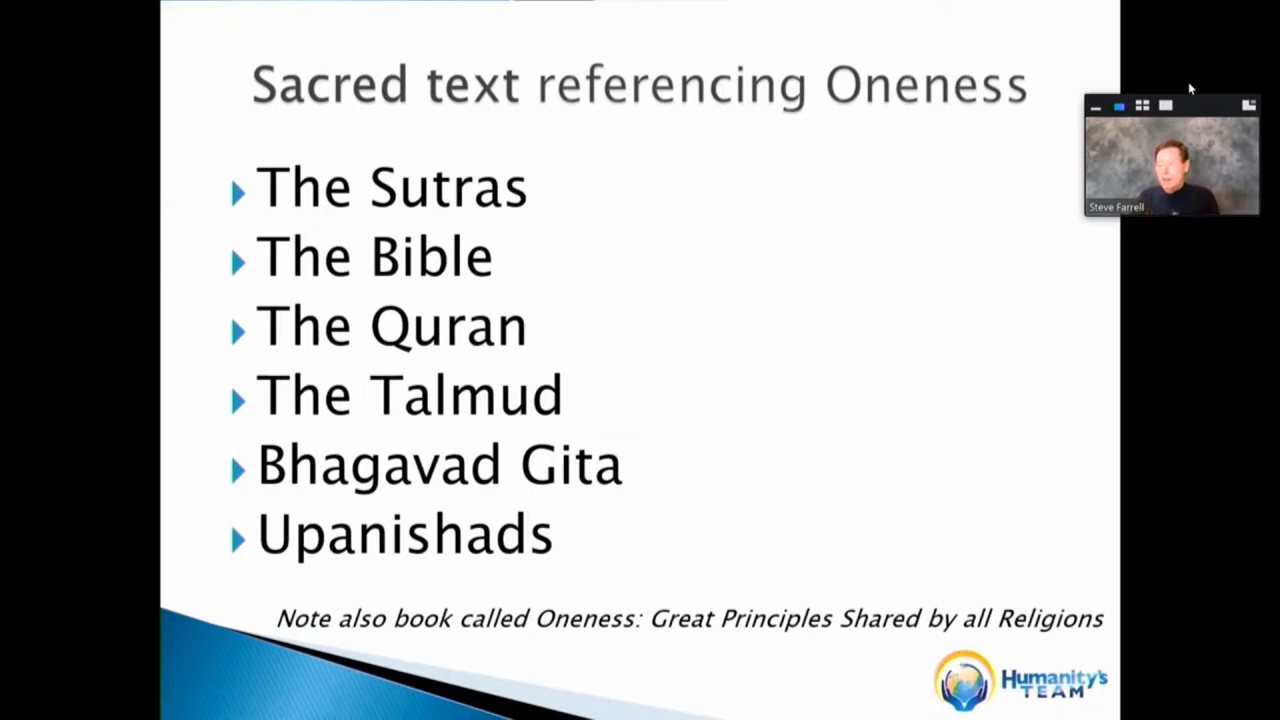 Sacred text referencing Oneness
The Sutras
The Bible
The Quran
The Talmud
Bhagavad Gita
Upanishads
Note also book called Oneness: Great Principles Shared by all Religions
Humanity's
TEAM
Steve Farrell